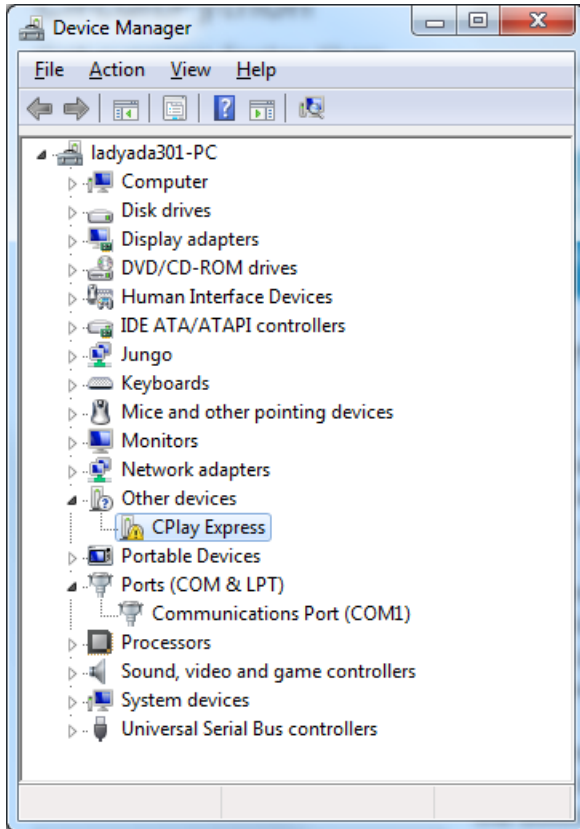 Device Manager
File Action View Help
ladyada301-PC
Computer
Disk drives
Display adapters
DVD/CD-ROM drives
Human Interface Devices
IDE ATA/ATAPI controllers
Jungo
Keyboards
Mice and other pointing devices
Monitors
Network adapters
Other devices
CPlay Express
Portable Devices
Ports (COM & LPT)
Communications Port (COM1)
Processors
Sound, video and game controllers
System devices
Universal Serial Bus controllers